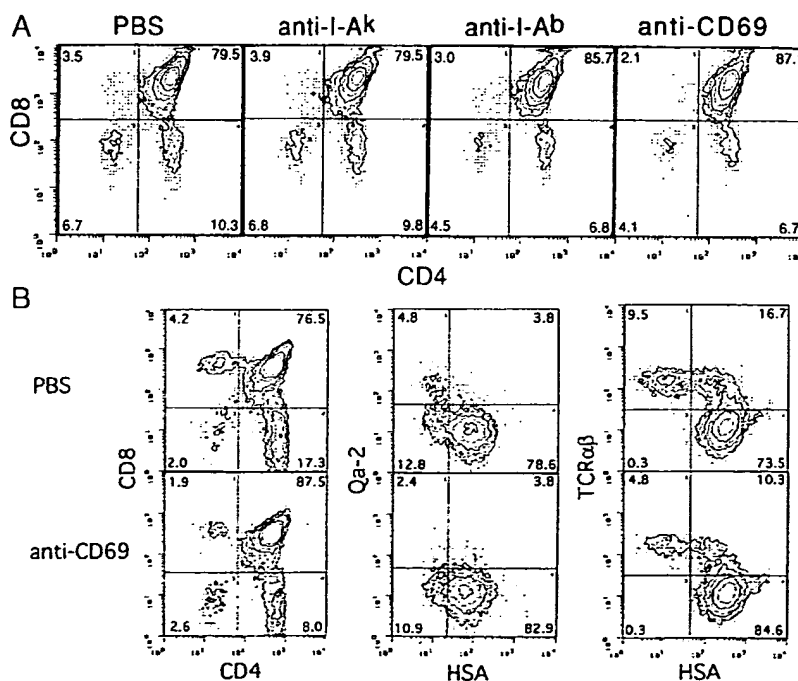 A
PBS
anti-I-Ak
anti-I-Ab
anti-CD69
3.5 79.5
3.9 79.5
3.0 85.7
2.1 87.
CD8
6.7 10.3
6.8 9.8
4.5 6.8
4.1 6.7
CD4
B
4.2 76.5
4.8 3.8
9.5 16.7
PBS
CD8
Qa-2
TCRαβ
2.0 17.3
12.8 78.6
0.3 73.5
1.9 87.5
2.4 3.8
4.8 10.3
anti-CD69
2.6 8.0
10.9 82.9
0.3 84.6
CD4
HSA
HSA